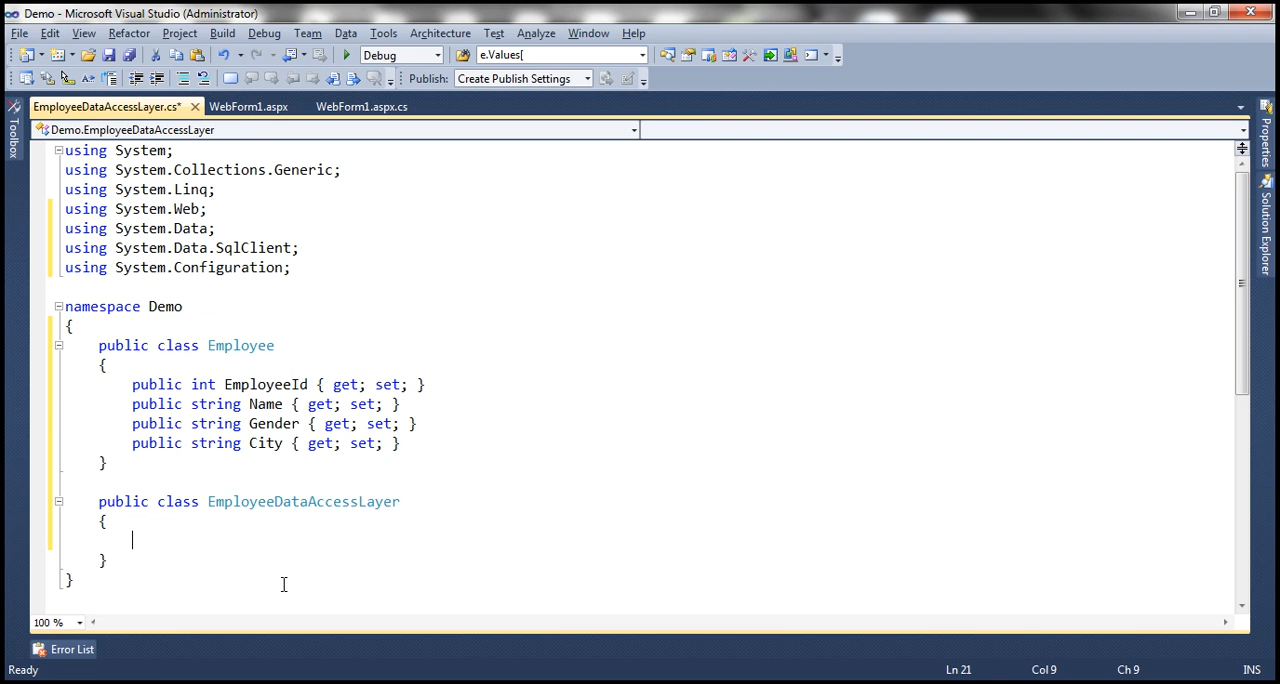 Demo - Microsoft Visual Studio (Administrator)
File Edit View Refactor Project Build Debug Team Data Tools Architecture Test Analyze Window Help
Debug e.Values[
Publish: Create Publish Settings
EmployeeDataAccessLayer.cs* WebForm1.aspx WebForm1.aspx.cs
Demo.EmployeeDataAccessLayer
Toolbox
Properties
Solution Explorer
using System;
using System.Collections.Generic;
using System.Linq;
using System.Web;
using System.Data;
using System.Data.SqlClient;
using System.Configuration;
namespace Demo
{
public class Employee
{
public int EmployeeId { get; set; }
public string Name { get; set; }
public string Gender { get; set; }
public string City { get; set; }
}
public class EmployeeDataAccessLayer
{
}
}
100 %
Error List
Ready Ln 21 Col 9 Ch 9 INS